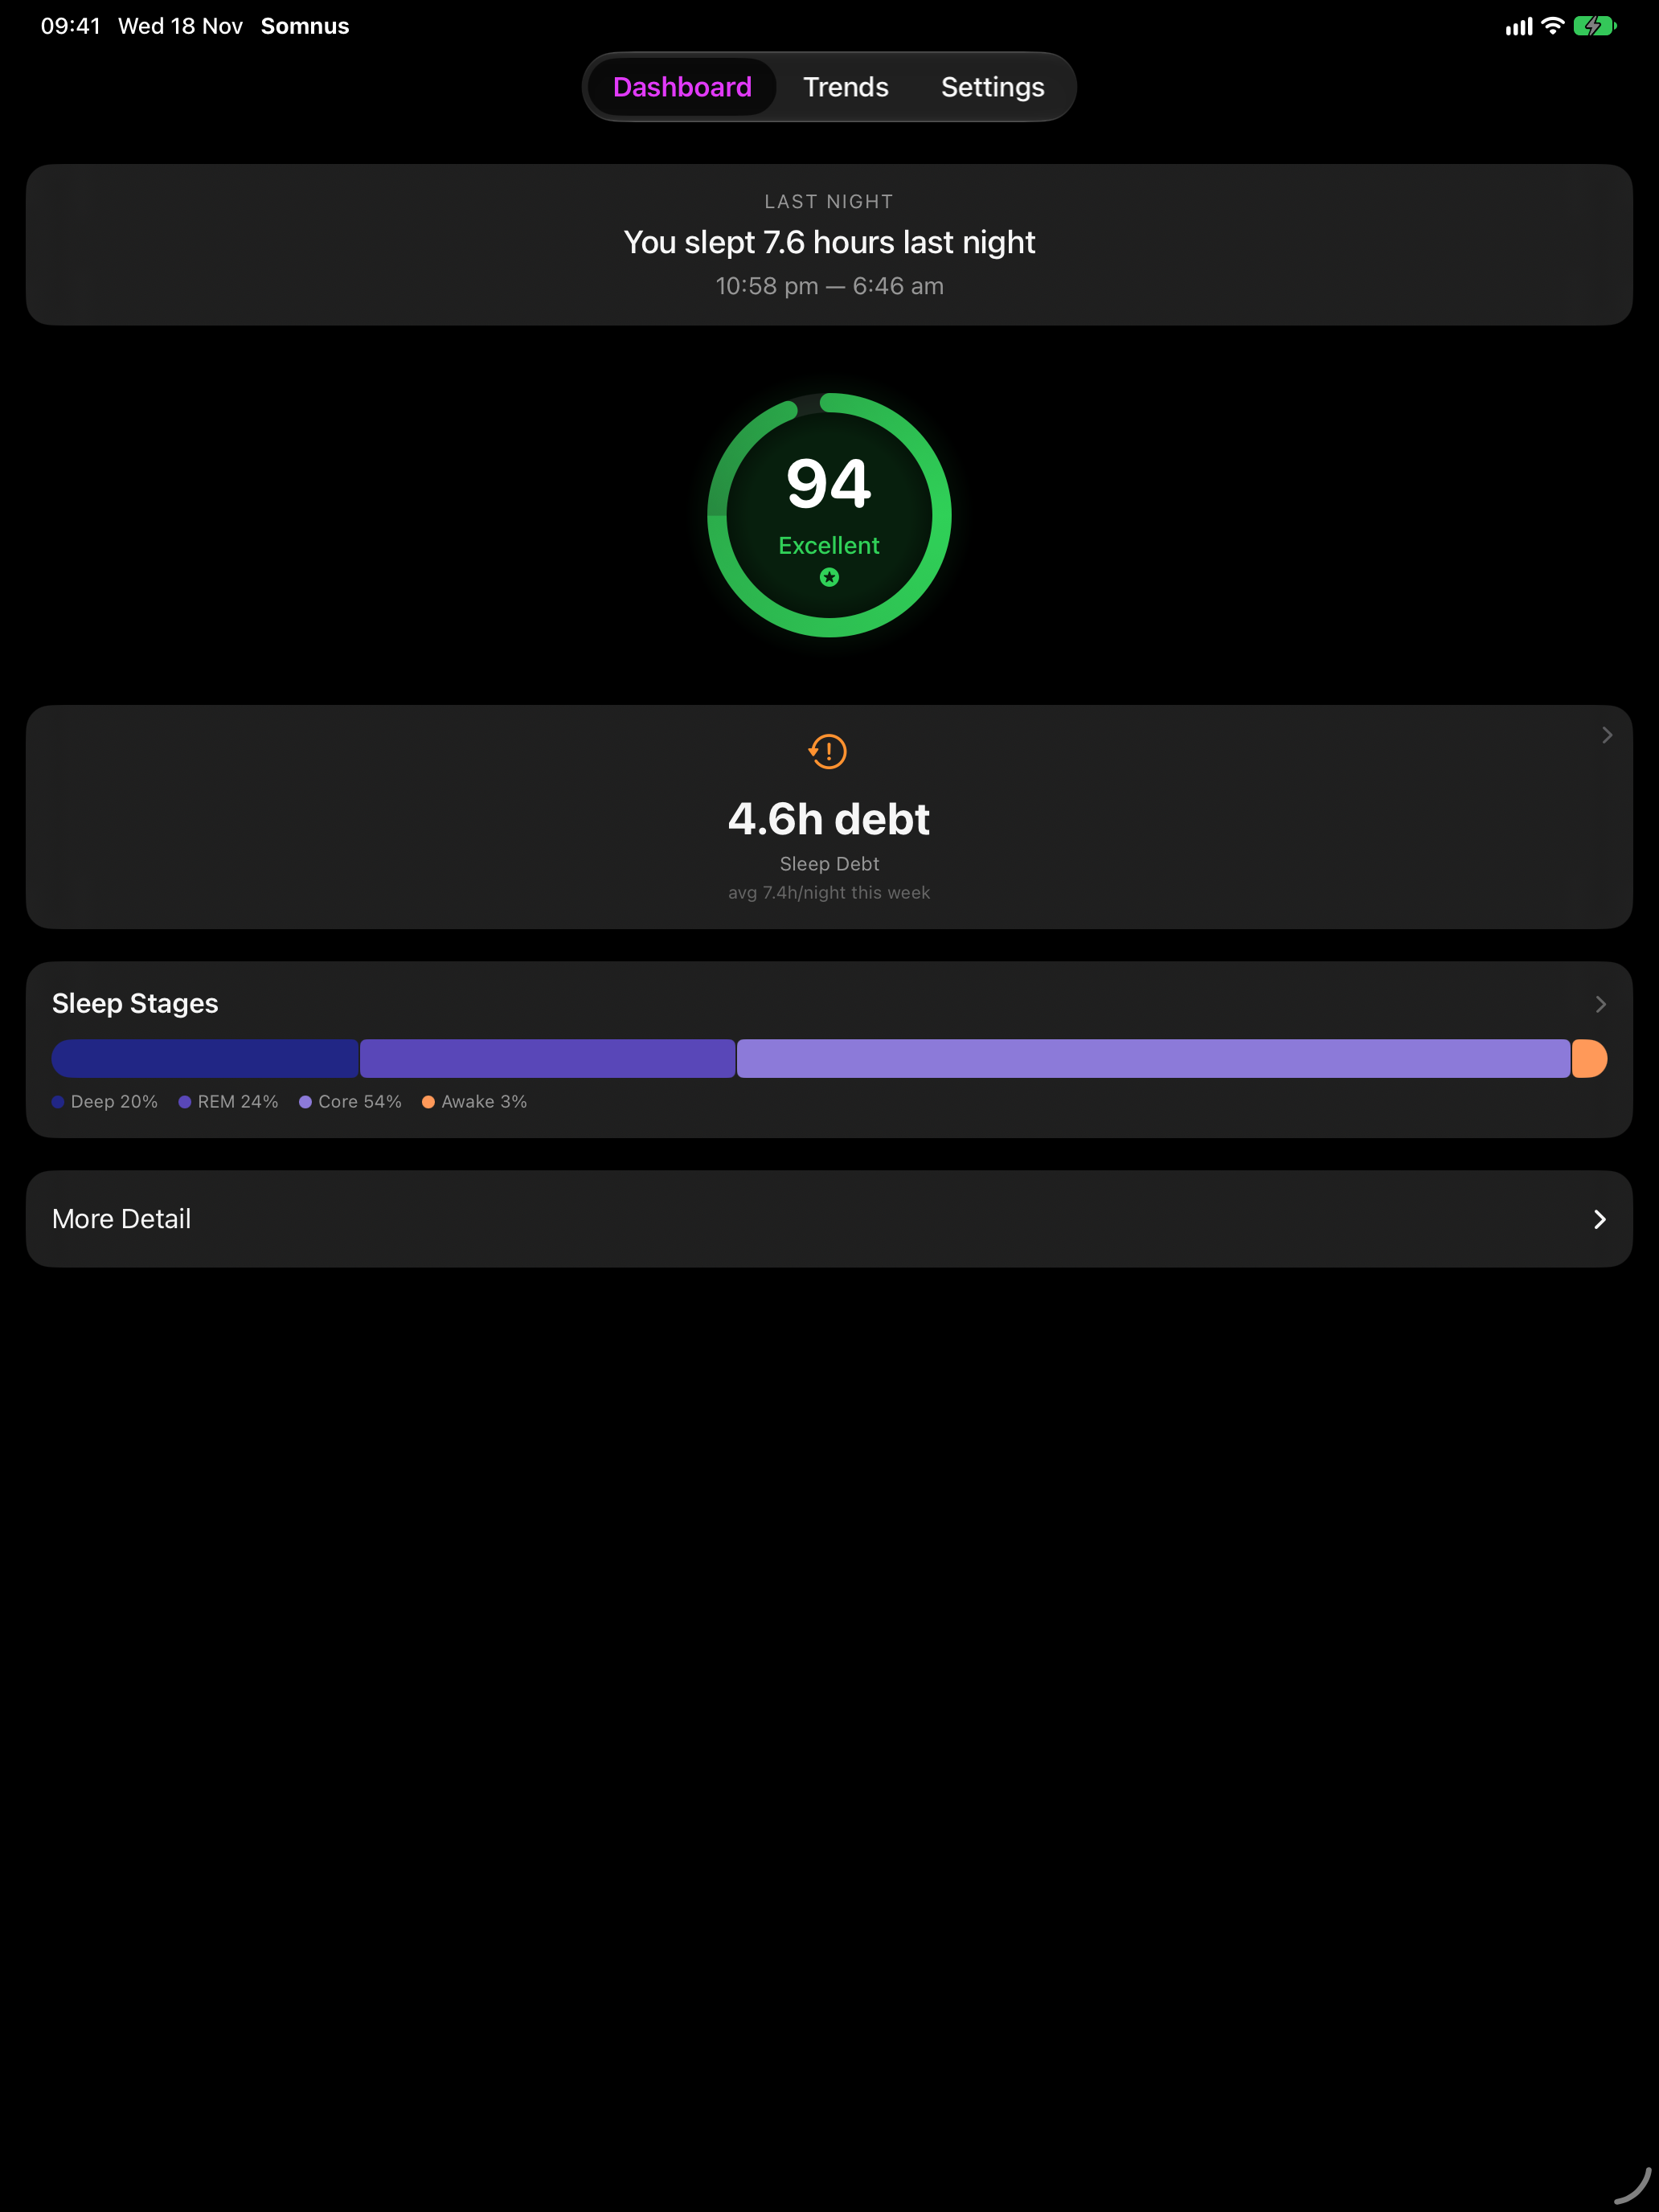 09:41 Wed 18 Nov Somnus
Dashboard Trends Settings
LAST NIGHT
You slept 7.6 hours last night
10:58 pm — 6:46 am
94
Excellent
4.6h debt
Sleep Debt
avg 7.4h/night this week
Sleep Stages
Deep 20% REM 24% Core 54% Awake 3%
More Detail